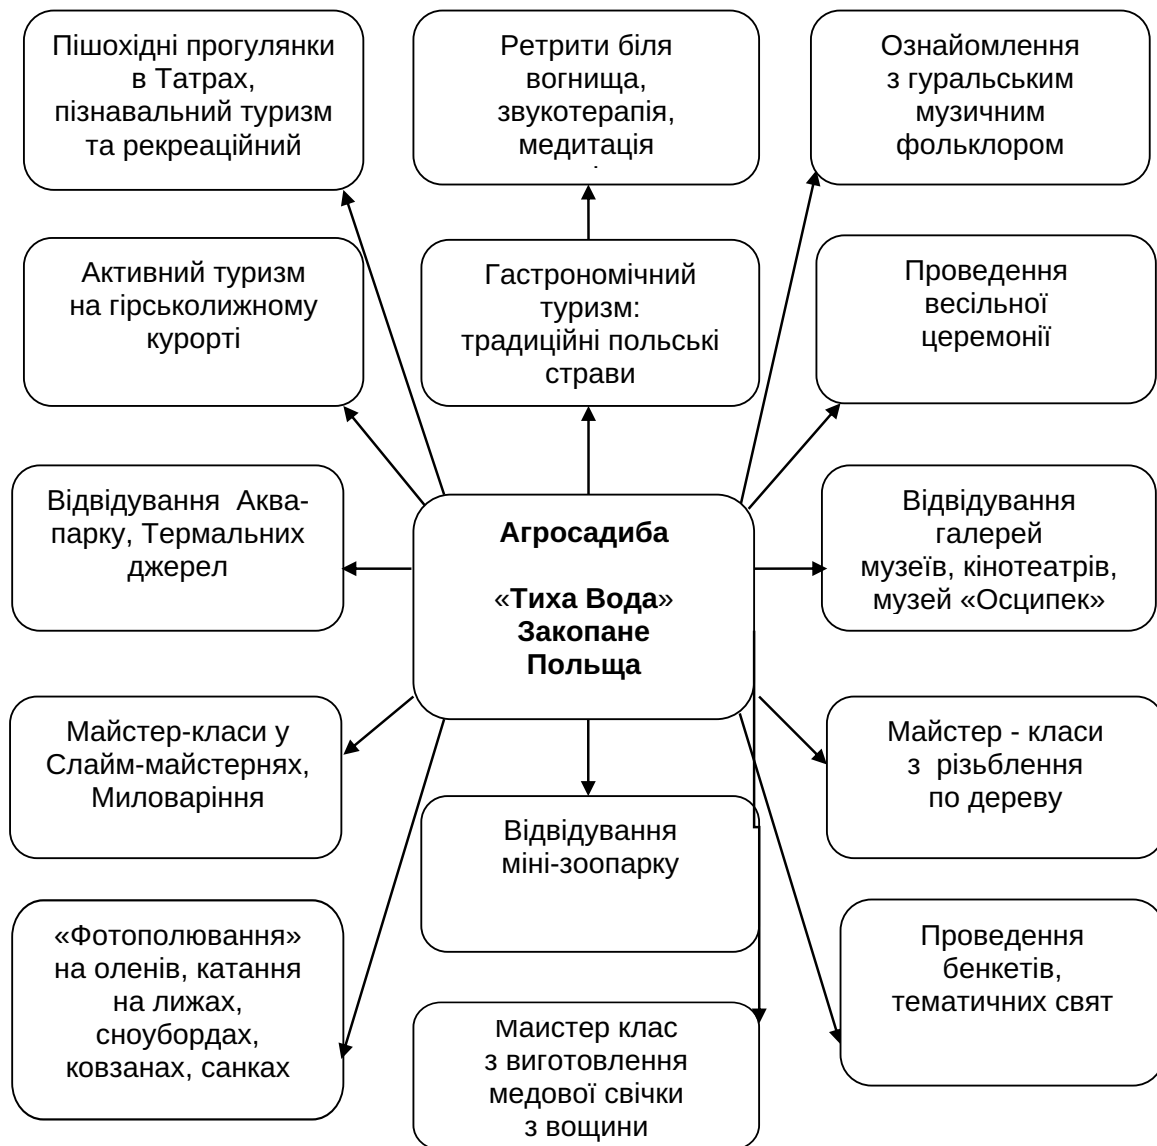 Пішохідні прогулянки
в Татрах,
пізнавальний туризм
та рекреаційний
Ретрити біля
вогнища,
звукотерапія,
медитація
Ознайомлення
з гуральським
музичним
фольклором
Активний туризм
на гірськолижному
курорті
Гастрономічний
туризм:
традиційні польські
страви
Проведення
весільної
церемонії
Відвідування Аква-
парку, Термальних
джерел
Агросадиба
«Тиха Вода»
Закопане
Польща
Відвідування
галерей
музеїв, кінотеатрів,
музей «Осципек»
Майстер-класи у
Слайм-майстернях,
Миловаріння
Відвідування
міні-зоопарку
Майстер - класи
з різьблення
по дереву
«Фотополювання»
на оленів, катання
на лижах,
сноубордах,
ковзанах, санках
Майстер клас
з виготовлення
медової свічки
з вощини
Проведення
бенкетів,
тематичних свят